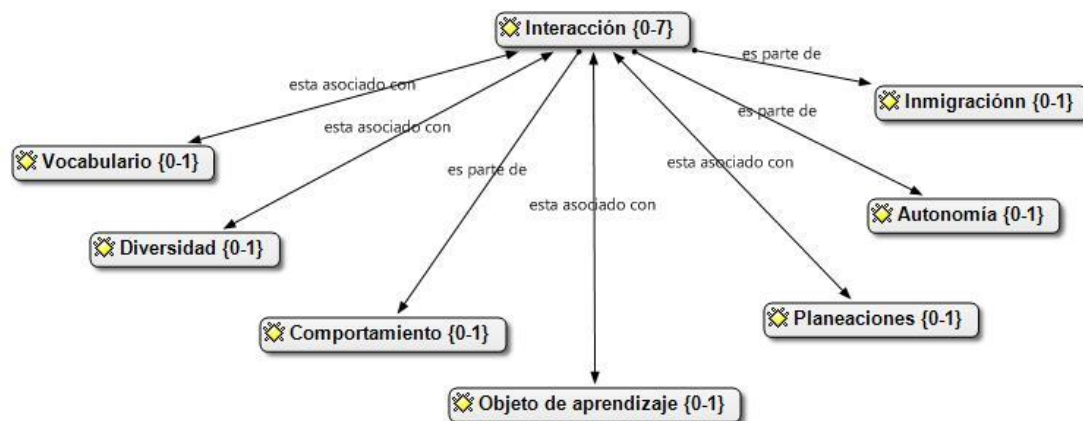 Interacción {0-7}
es parte de
esta asociado con
Inmigraciónn {0-1}
es parte de
esta asociado con
Vocabulario {0-1}
es parte de
esta asociado con
esta asociado con
Autonomía {0-1}
Diversidad {0-1}
Planeaciones {0-1}
Comportamiento {0-1}
Objeto de aprendizaje {0-1}